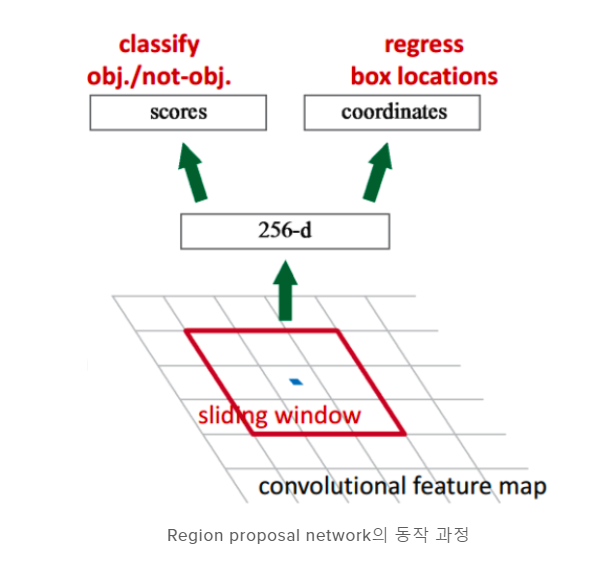 classify
obj./not-obj.
regress
box locations
scores
coordinates
256-d
sliding window
convolutional feature map
Region proposal network의 동작 과정